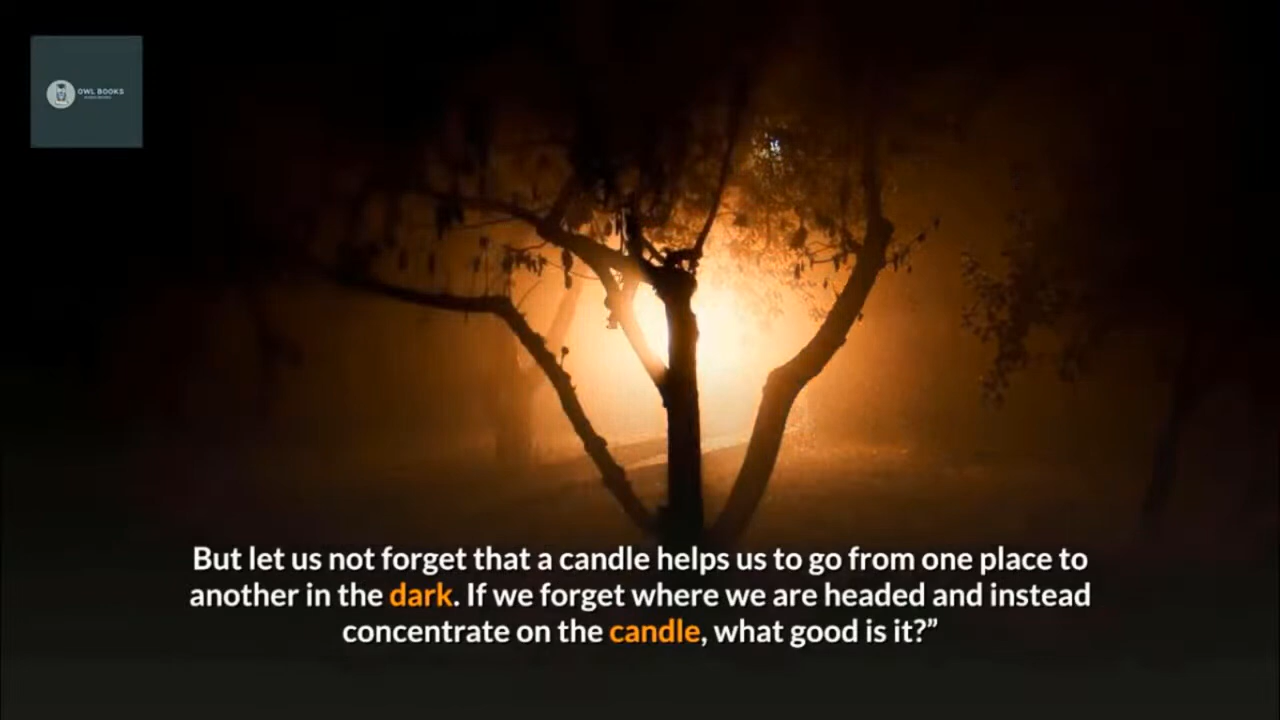 OWL BOOKS
But let us not forget that a candle helps us to go from one place to
another in the dark. If we forget where we are headed and instead
concentrate on the candle, what good is it?”